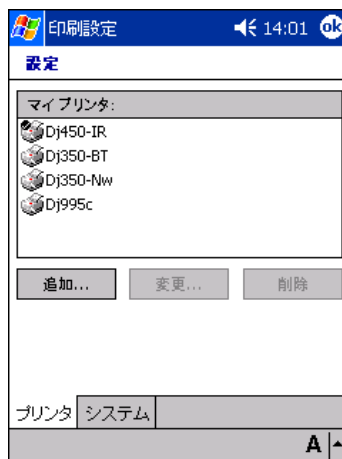 印刷設定 14:01 ok
設定
マイプリンタ:
Dj450-IR
Dj350-BT
Dj350-Nw
Dj995c
追加... 変更... 削除
プリンタ システム
A